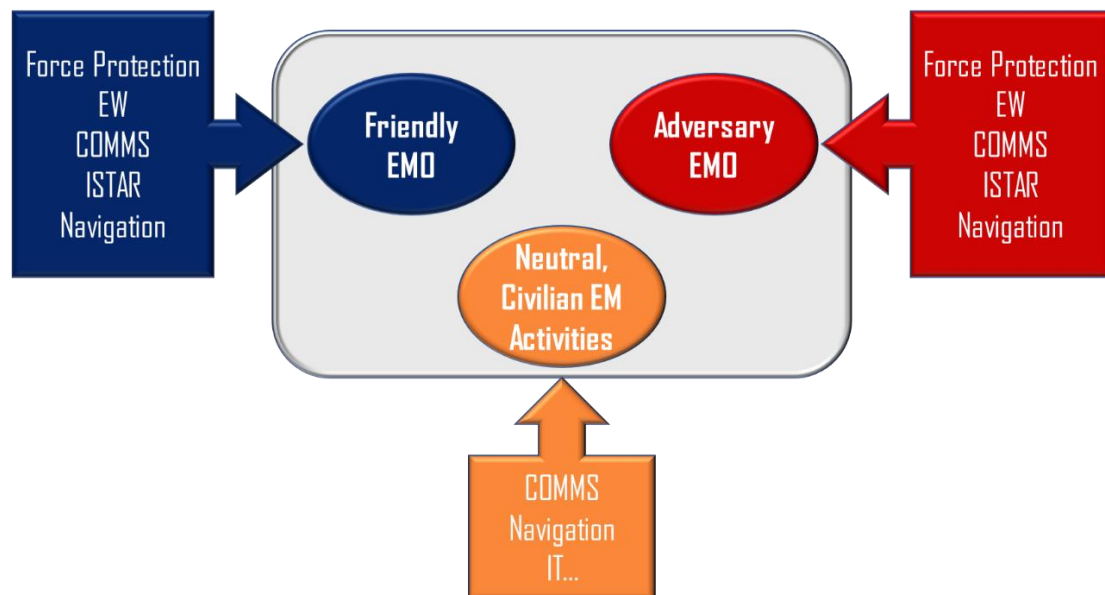 Force Protection
EW
COMMS
ISTAR
Navigation
Friendly
EMO
Adversary
EMO
Force Protection
EW
COMMS
ISTAR
Navigation
Neutral,
Civilian EM
Activities
COMMS
Navigation
IT...